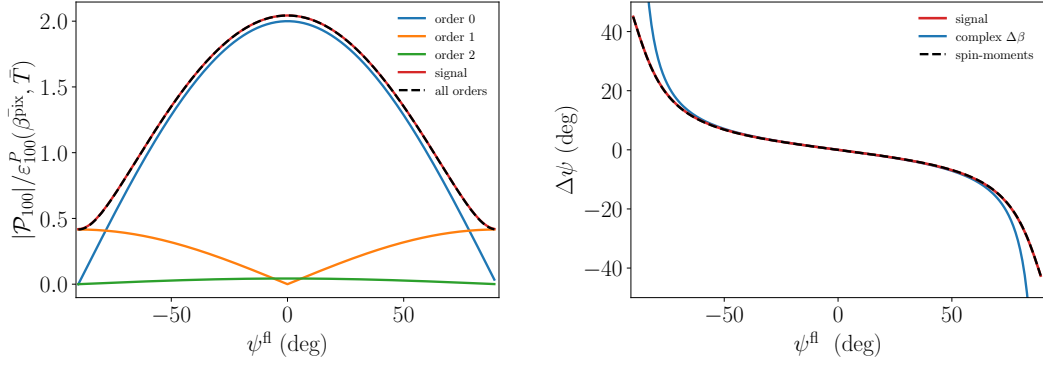 |𝒫₁₀₀|/ε^P_100(β̄^pix, T̄)
2.0
1.5
1.0
0.5
0.0
order 0
order 1
order 2
signal
all orders
−50
0
50
ψ^fl (deg)
Δψ (deg)
40
20
0
−20
−40
signal
complex Δβ
spin-moments
−50
0
50
ψ^fl (deg)